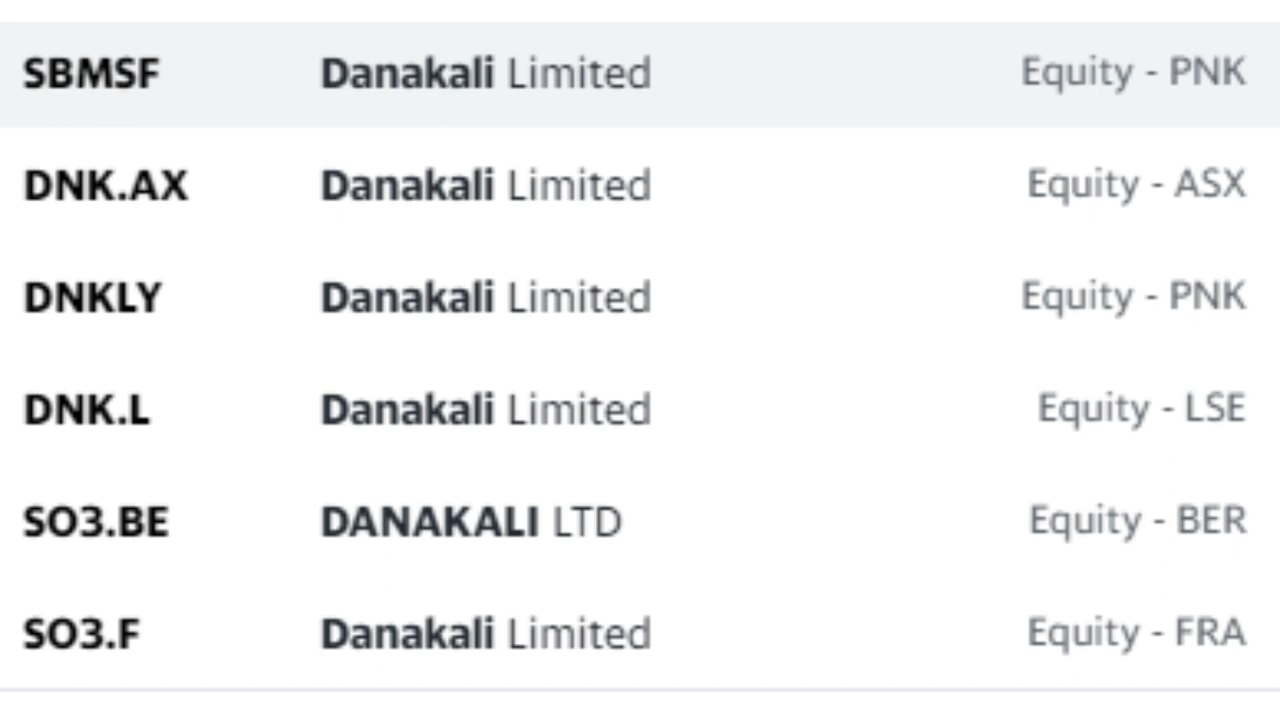 SBMSF Danakali Limited Equity - PNK
DNK.AX Danakali Limited Equity - ASX
DNKLY Danakali Limited Equity - PNK
DNK.L Danakali Limited Equity - LSE
SO3.BE DANAKALI LTD Equity - BER
SO3.F Danakali Limited Equity - FRA